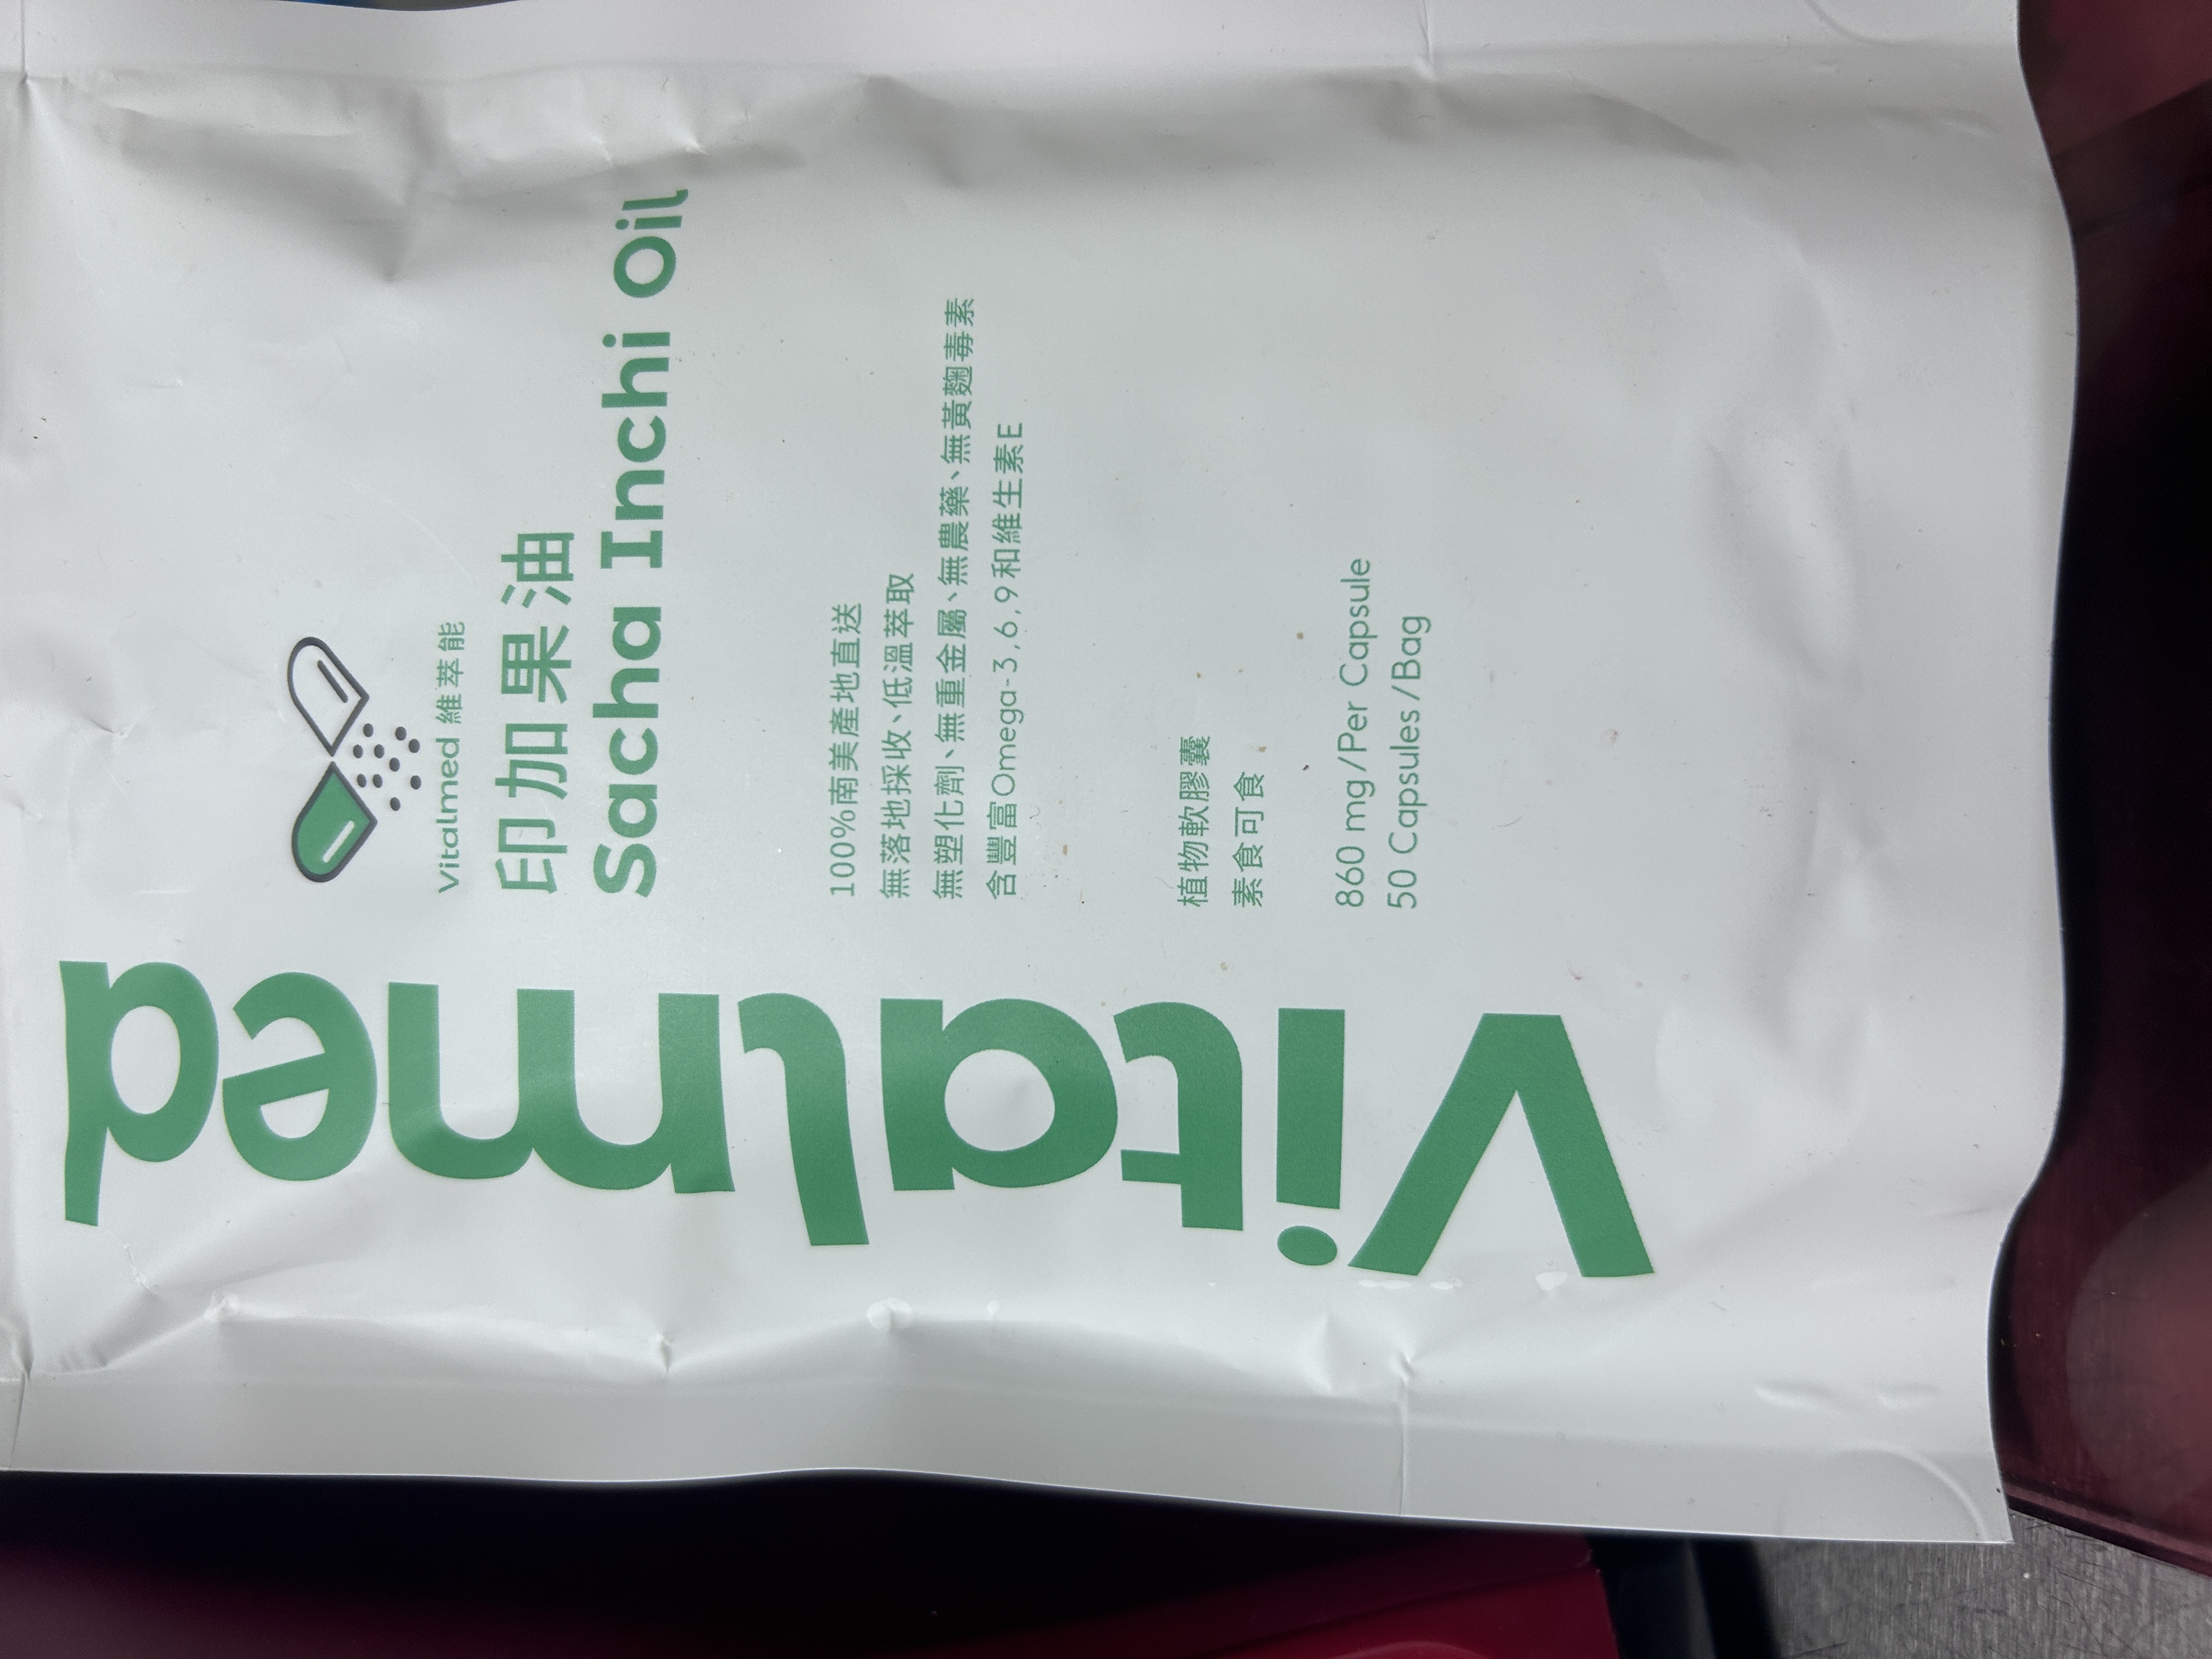 Vitalmed 維萃能
印加果油
Sacha Inchi Oil
100%南美產地直送
無落地採收、低溫萃取
無塑化劑、無重金屬、無農藥、無黃麴毒素
含豐富Omega-3,6,9和維生素E
植物軟膠囊
素食可食
860 mg/Per Capsule
50 Capsules/Bag
Vitalmed